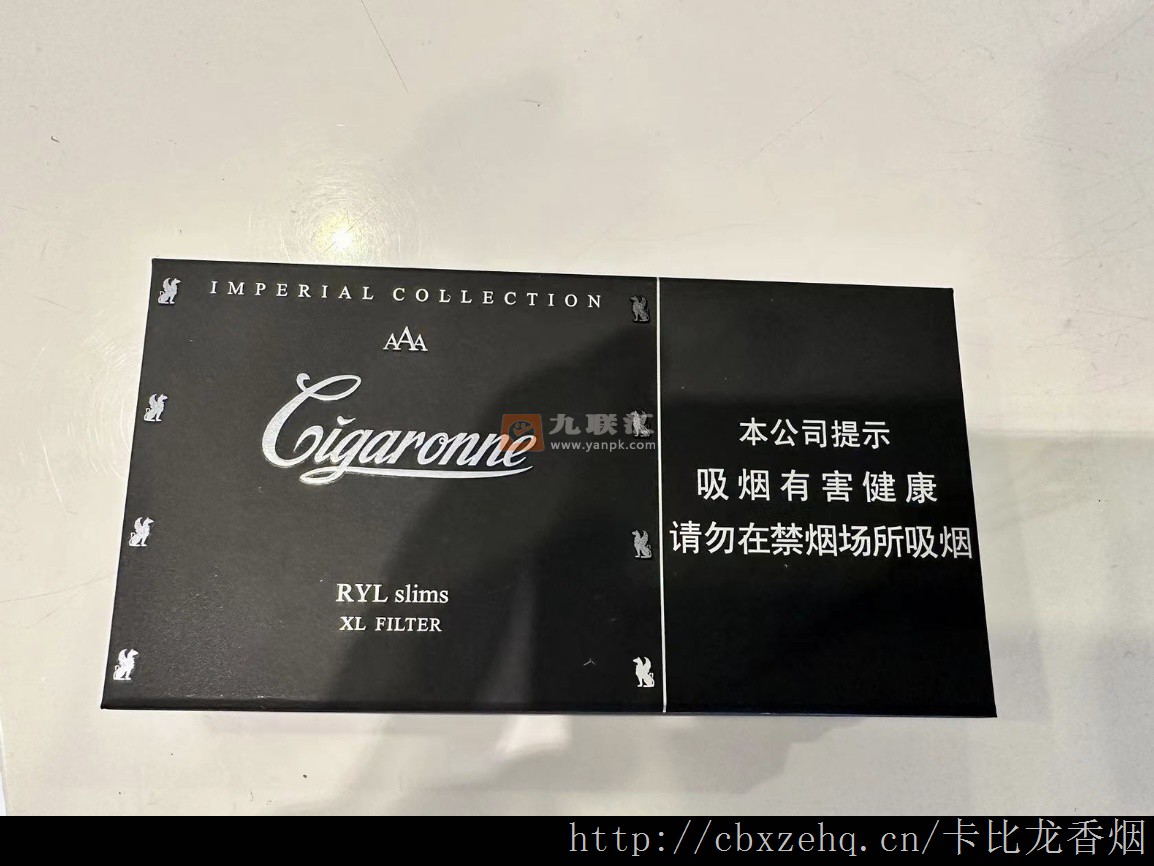 IMPERIAL COLLECTION
AAA
Cigaronne
九联汇
www.yanpk.com
RYL slims
XL FILTER
本公司提示
吸烟有害健康
请勿在禁烟场所吸烟
http://cbxzehq.cn/卡比龙香烟